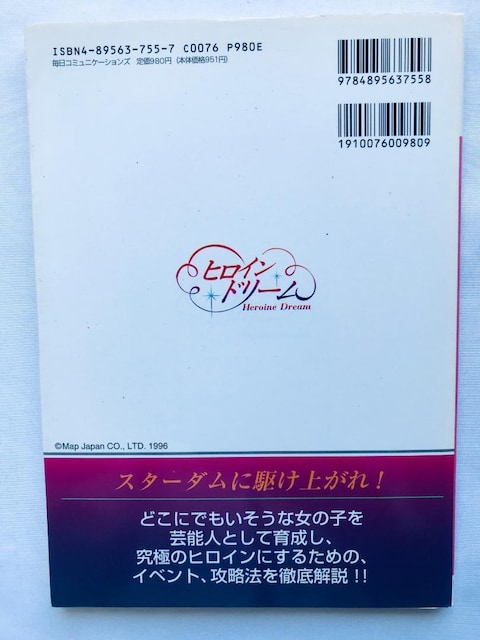 ISBN4-89563-755-7 C0076 P980E
毎日コミュニケーションズ 定価980円(本体価格951円)
9784895637558
1910076009809
ヒロイン
ドリーム
Heroine Dream
©Map Japan CO., LTD. 1996
スターダムに駆け上がれ!
どこにでもいそうな女の子を
芸能人として育成し、
究極のヒロインにするための、
イベント、攻略法を徹底解説!!